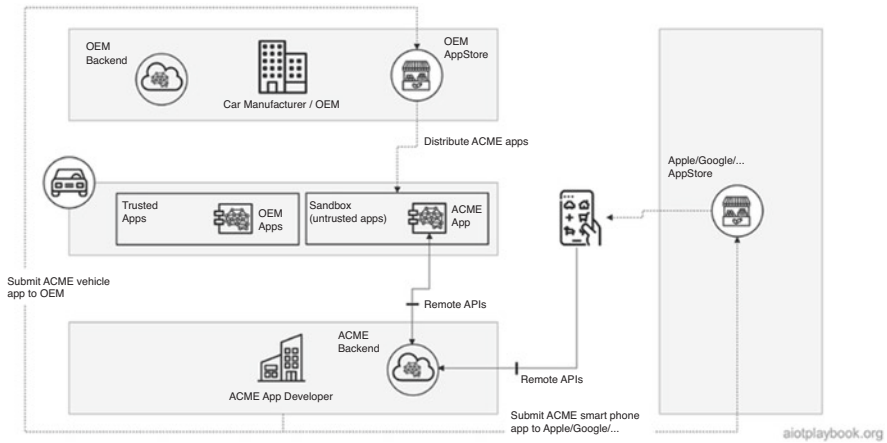 OEM
Backend
Car Manufacturer / OEM
OEM
AppStore
Distribute ACME apps
Apple/Google/...
AppStore
Trusted
Apps
OEM
Apps
Sandbox
(untrusted apps)
ACME
App
Submit ACME vehicle
app to OEM
Remote APIs
ACME
Backend
ACME App Developer
Remote APIs
Submit ACME smart phone
app to Apple/Google/...
aiotplaybook.org